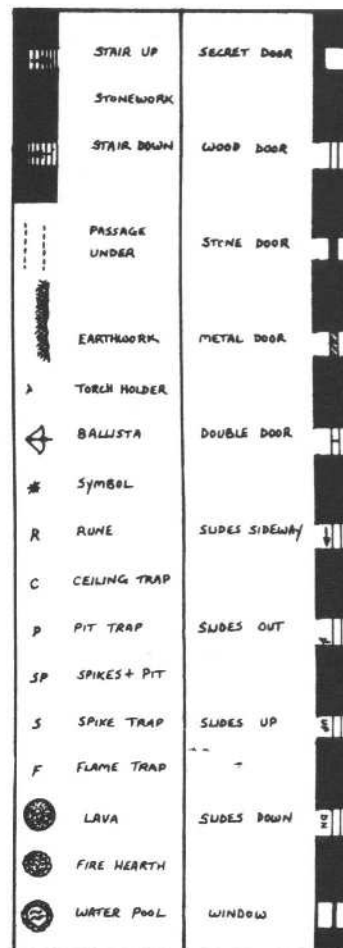 STAIR UP
STONEWORK
STAIR DOWN
PASSAGE
UNDER
EARTHWORK
TORCH HOLDER
BALLISTA
SYMBOL
R RUNE
C CEILING TRAP
P PIT TRAP
SP SPIKES + PIT
S SPIKE TRAP
F FLAME TRAP
LAVA
FIRE HEARTH
WATER POOL
SECRET DOOR
WOOD DOOR
STONE DOOR
METAL DOOR
DOUBLE DOOR
SLIDES SIDEWAY
SLIDES OUT
SLIDES UP UP
SLIDES DOWN DN
WINDOW